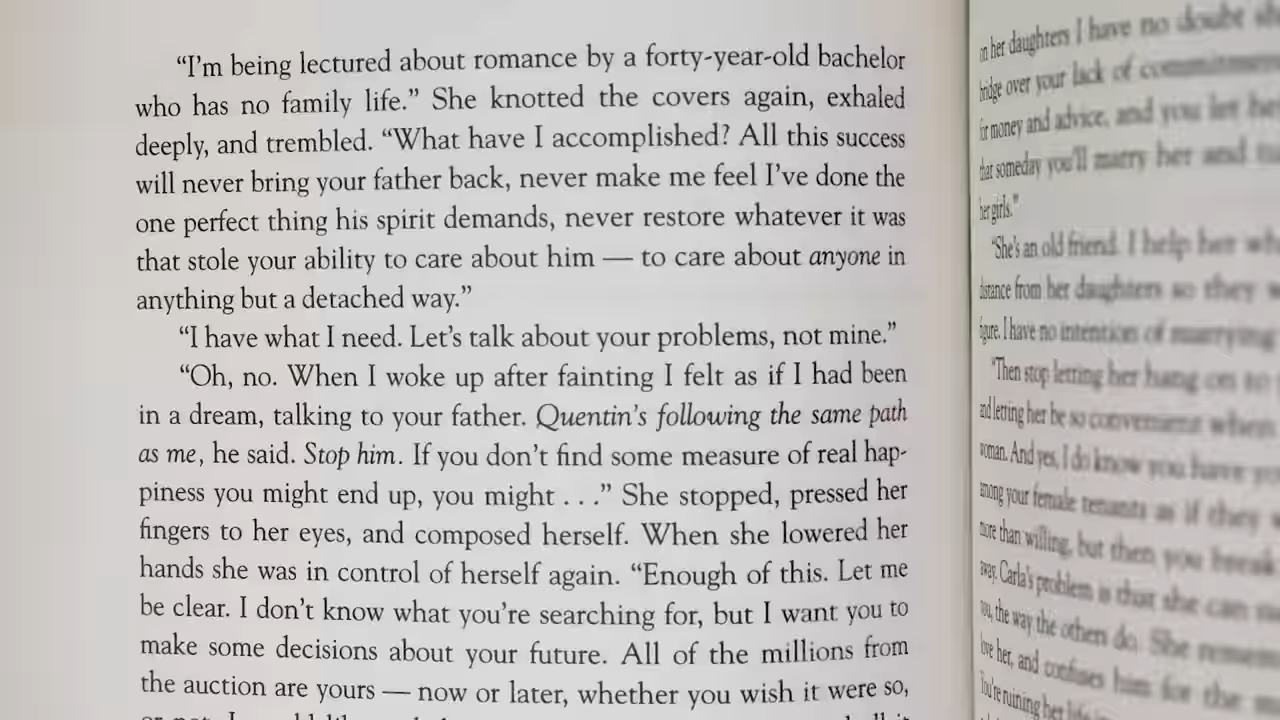 “I’m being lectured about romance by a forty-year-old bachelor
who has no family life.” She knotted the covers again, exhaled
deeply, and trembled. “What have I accomplished? All this success
will never bring your father back, never make me feel I’ve done the
one perfect thing his spirit demands, never restore whatever it was
that stole your ability to care about him — to care about anyone in
anything but a detached way.”
“I have what I need. Let’s talk about your problems, not mine.”
“Oh, no. When I woke up after fainting I felt as if I had been
in a dream, talking to your father. Quentin’s following the same path
as me, he said. Stop him. If you don’t find some measure of real hap-
piness you might end up, you might . . .” She stopped, pressed her
fingers to her eyes, and composed herself. When she lowered her
hands she was in control of herself again. “Enough of this. Let me
be clear. I don’t know what you’re searching for, but I want you to
make some decisions about your future. All of the millions from
the auction are yours — now or later, whether you wish it were so,
on her daughters I have no doubt
bridge over your lack of commitment
for money and advice, and you let
that someday you’ll marry her and
her girls.”
“She’s an old friend. I help her
distance from her daughters so they
figure. I have no intention of marrying
“Then stop letting her hang on to
and letting her be so convenient when
woman. And yes, I do know you have
among your female tenants as if they
more than willing, but then you break
away. Carla’s problem is that she can
you, the way the others do. She
love her, and confuses him for the
You’re ruining her life